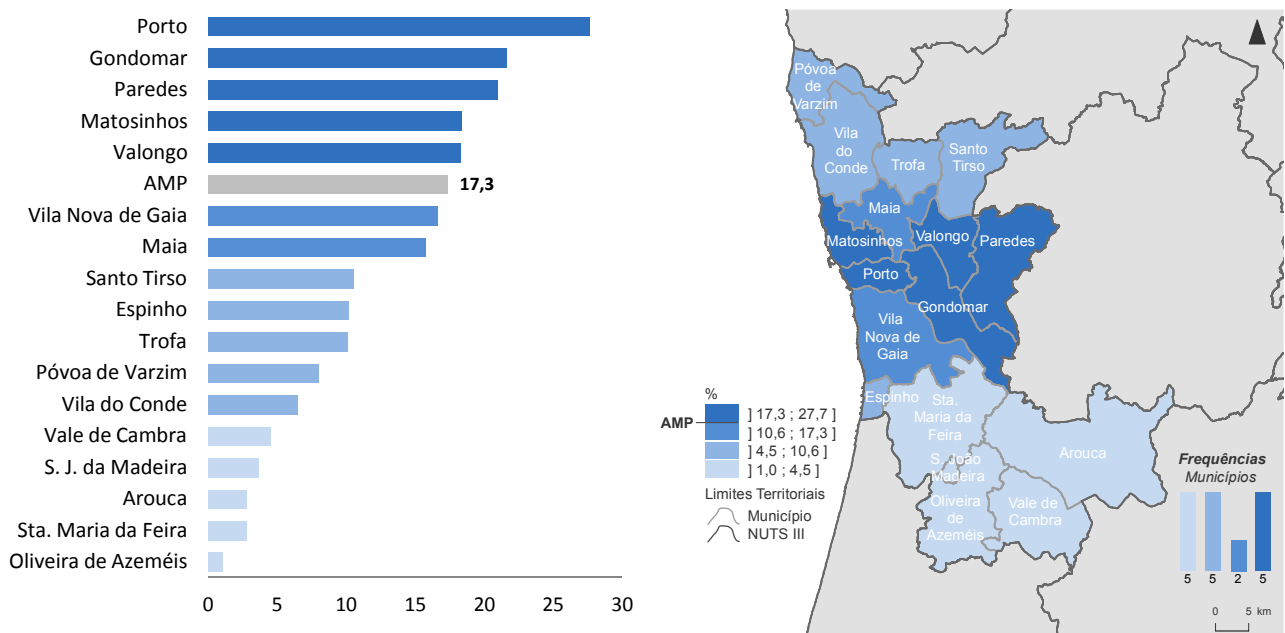 Porto
Gondomar
Paredes
Matosinhos
Valongo
AMP
17,3
Vila Nova de Gaia
Maia
Santo Tirso
Espinho
Trofa
Póvoa de Varzim
Vila do Conde
Vale de Cambra
S. J. da Madeira
Arouca
Sta. Maria da Feira
Oliveira de Azeméis
0 5 10 15 20 25 30
Póvoa
de
Varzim
Vila
do
Conde
Trofa
Santo
Tirso
Maia
Matosinhos
Valongo
Paredes
Porto
Gondomar
Vila
Nova de
Gaia
Espinho
Sta.
Maria da
Feira
Arouca
S. João
Madeira
Oliveira
de
Azeméis
Vale de
Cambra
%
AMP
] 17,3 ; 27,7 ]
] 10,6 ; 17,3 ]
] 4,5 ; 10,6 ]
] 1,0 ; 4,5 ]
Limites Territoriais
Município
NUTS III
Frequências
Municípios
5 5 2 5
0 5 km